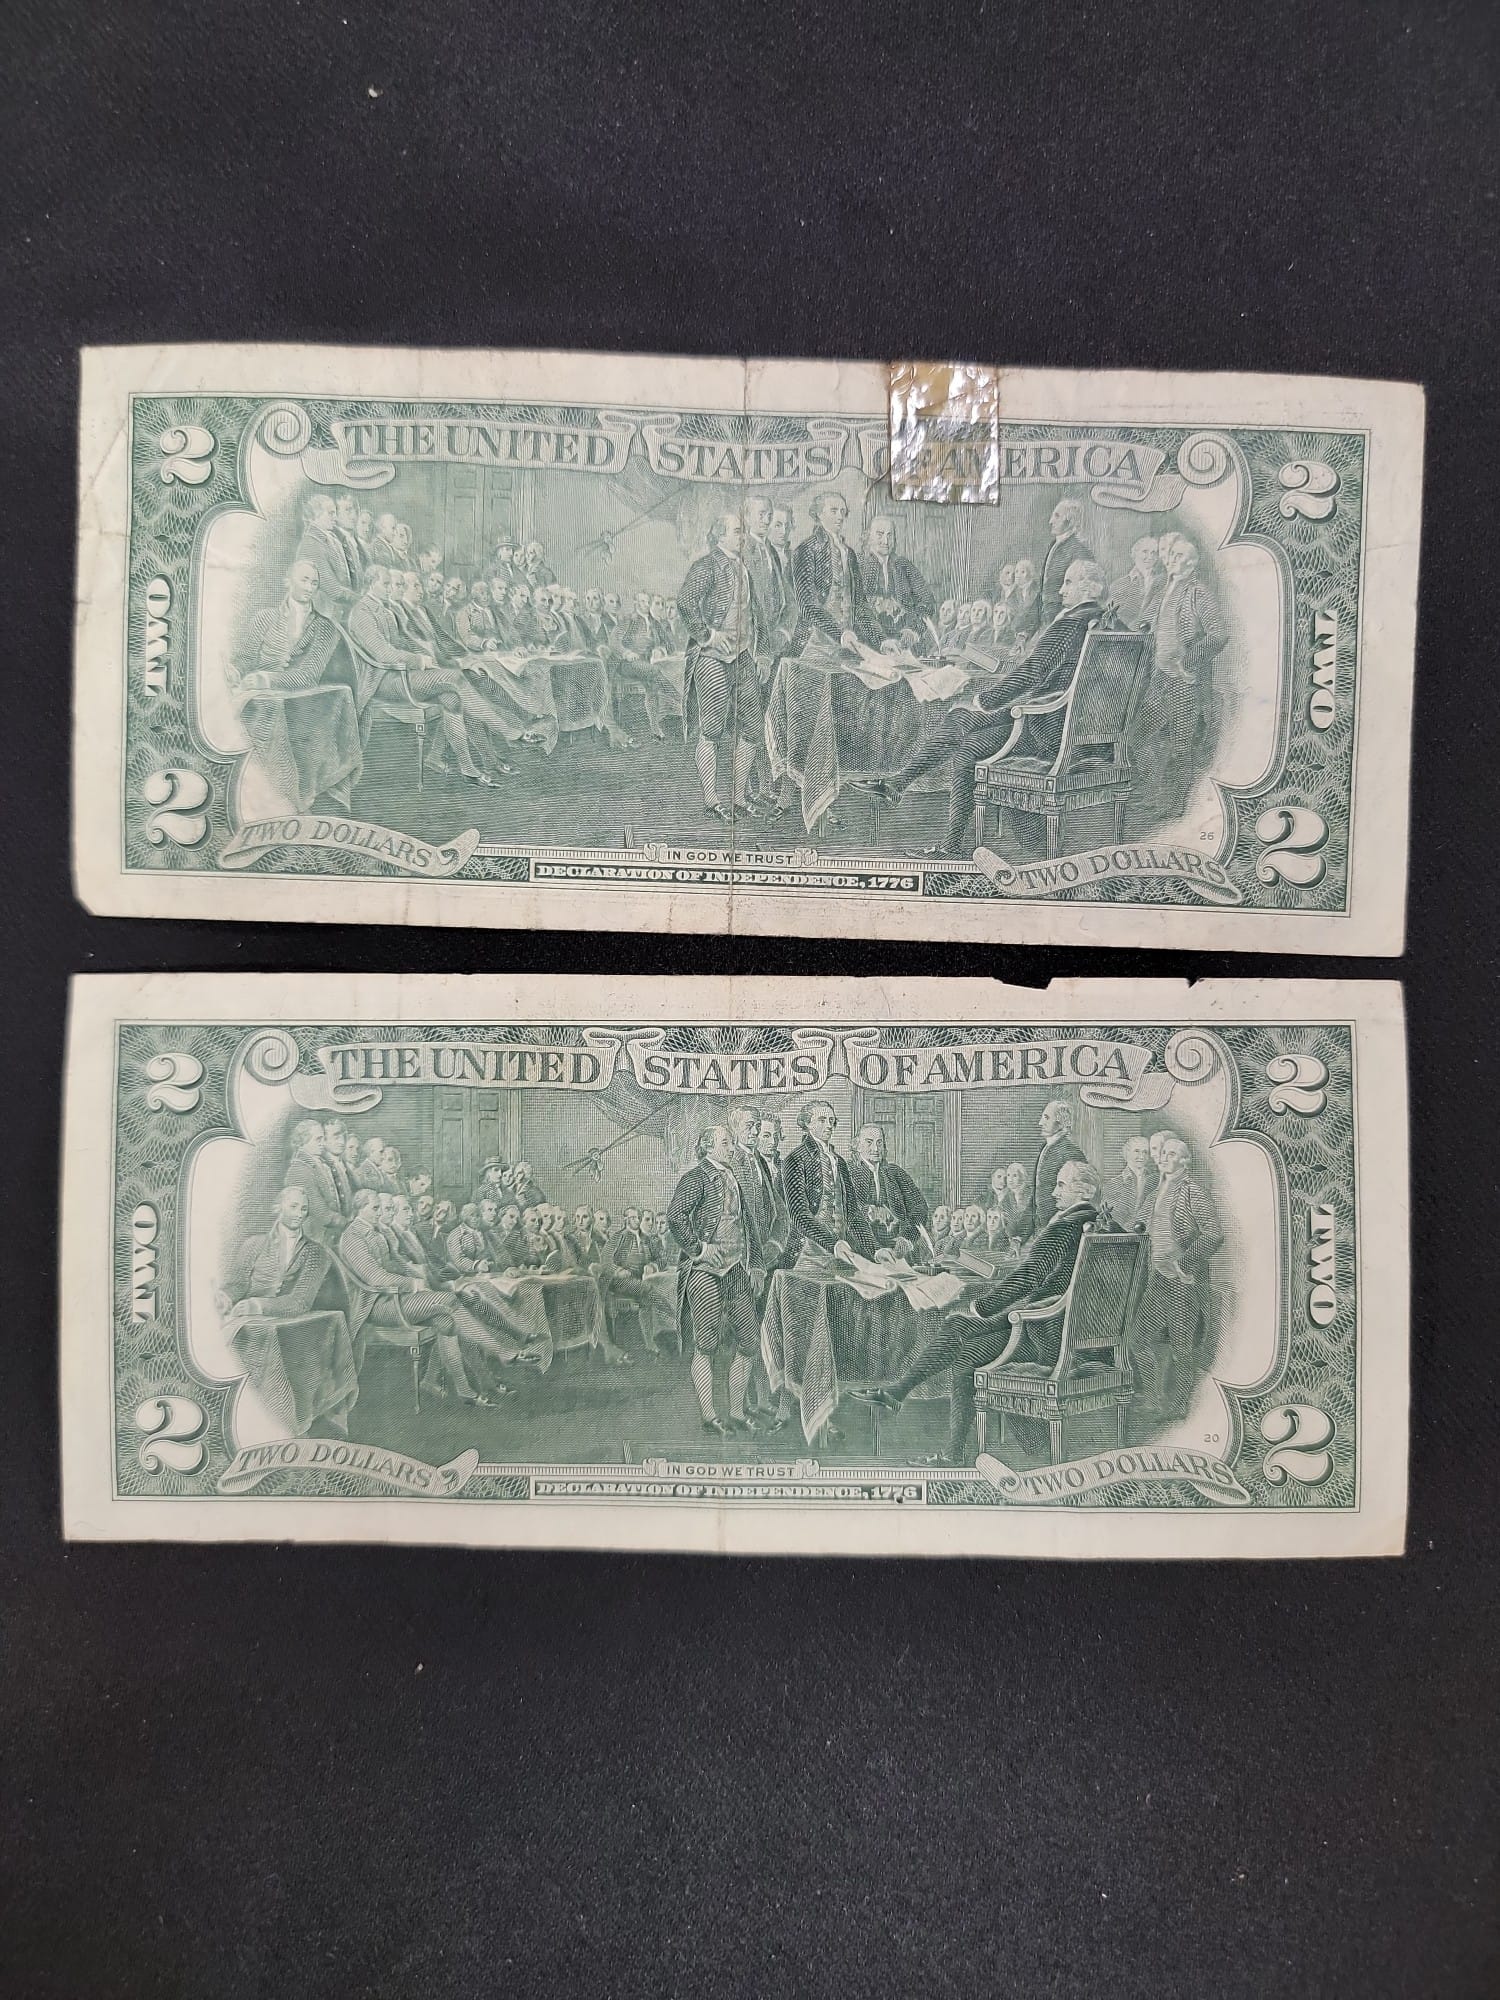 2 THE UNITED STATES OF AMERICA 2
TWO TWO
26
2 TWO DOLLARS IN GOD WE TRUST TWO DOLLARS 2
DECLARATION OF INDEPENDENCE, 1776
2 THE UNITED STATES OF AMERICA 2
TWO TWO
20
2 TWO DOLLARS IN GOD WE TRUST TWO DOLLARS 2
DECLARATION OF INDEPENDENCE, 1776